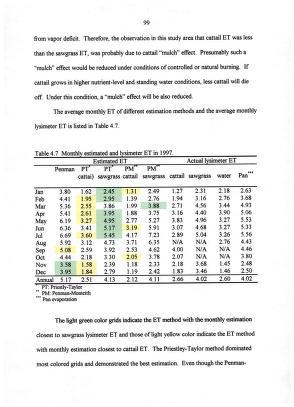 99
from vapor deficit. Therefore, the observation in this study area that cattail ET was less
than the sawgrass ET, was probably due to cattail "mulch" effect. Presumably such a
"mulch" effect would be reduced under conditions of controlled or natural burning. If
cattail grows in higher nutrient-level and standing water conditions, less cattail will die
off. Under this condition, a "mulch" effect will be also reduced.
The average monthly ET of different estimation methods and the average monthly
lysimeter ET is listed in Table 4.7.
Table 4.7 Monthly estimated and lysimeter ET in 1997.
Estimated ET Actual lysimeter ET
Penman PT* PT* PM** PM**
cattail sawgrass cattail sawgrass cattail sawgrass water Pan***
Jan 3.80 1.62 2.45 1.31 2.49 1.27 2.31 2.18 2.63
Feb 4.41 1.95 2.95 1.39 2.76 1.94 3.16 2.76 3.68
Mar 5.36 2.55 3.86 1.99 3.88 2.71 4.56 3.44 4.93
Apr 5.41 2.61 3.95 1.88 3.75 3.16 4.40 3.90 5.06
May 6.19 3.27 4.95 2.77 5.27 3.83 4.96 3.27 5.53
Jun 6.36 3.41 5.17 3.19 5.91 3.07 4.68 3.27 5.33
Jul 6.69 3.60 5.45 4.17 7.23 2.89 5.04 3.26 5.56
Aug 5.92 3.12 4.73 3.71 6.35 N/A N/A 2.76 4.43
Sep 5.08 2.59 3.92 2.53 4.62 4.00 N/A N/A 4.46
Oct 4.44 2.18 3.30 2.05 3.78 2.07 N/A N/A 3.80
Nov 3.58 1.58 2.39 1.18 2.33 2.18 3.68 1.45 2.48
Dec 3.95 1.84 2.79 1.19 2.42 1.83 3.46 1.46 2.50
Annual 5.17 2.51 4.13 2.12 4.11 2.66 4.02 2.60 4.02
* PT: Priestly-Taylor
** PM: Penman-Monteith
*** Pan evaporation
The light green color grids indicate the ET method with the monthly estimation
closest to sawgrass lysimeter ET and those of light yellow color indicate the ET method
with monthly estimation closest to cattail ET. The Priestley-Taylor method dominated
most colored grids and demonstrated the best estimation. Even though the Penman-